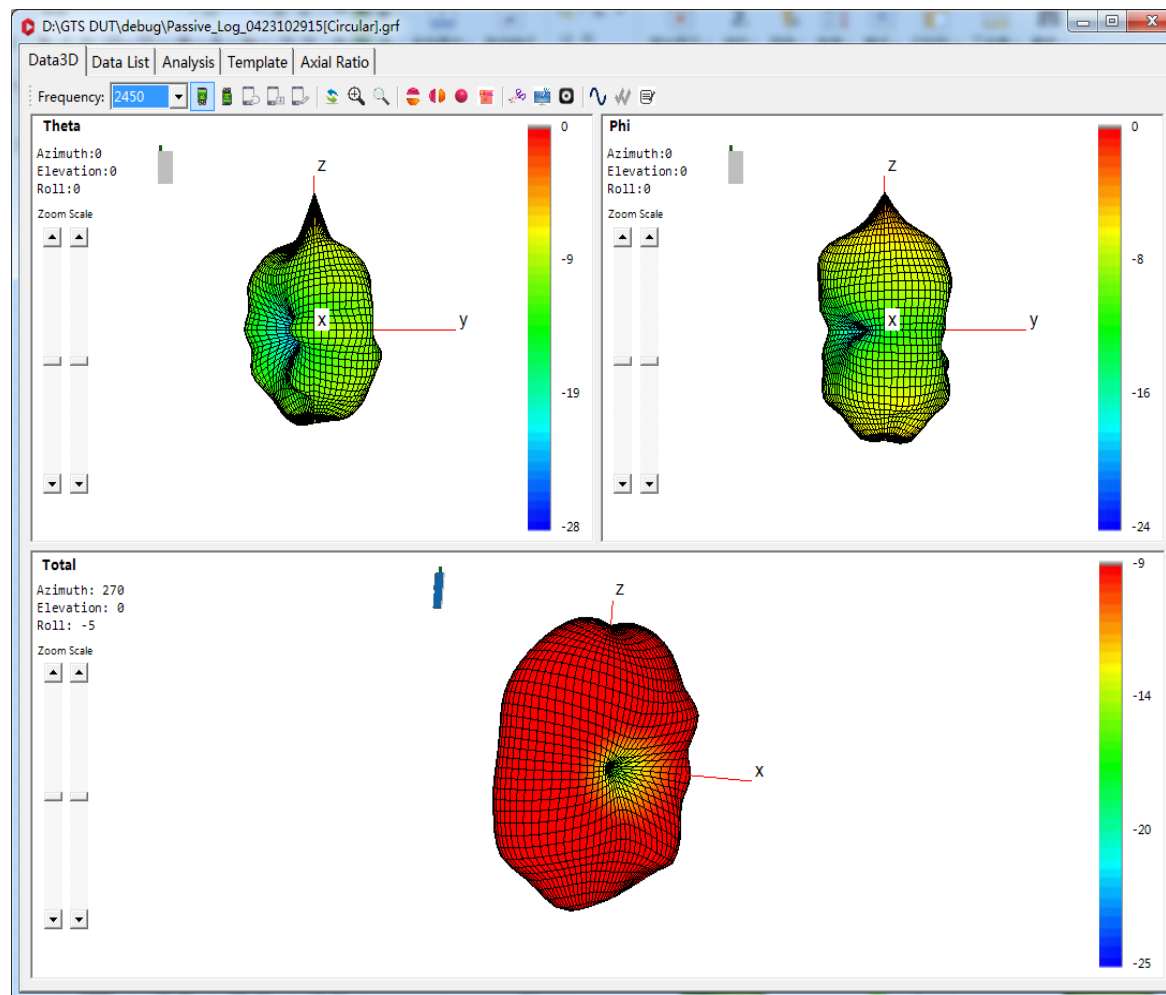 D:\GTS DUT\debug\Passive_Log_0423102915[Circular].grf
Data3D Data List Analysis Template Axial Ratio
Frequency: 2450
Theta
Azimuth:0
Elevation:0
Roll:0
Zoom Scale
Z
X
y
0
-9
-19
-28
Phi
Azimuth:0
Elevation:0
Roll:0
Zoom Scale
Z
X
y
0
-8
-16
-24
Total
Azimuth: 270
Elevation: 0
Roll: -5
Zoom Scale
Z
X
-9
-14
-20
-25